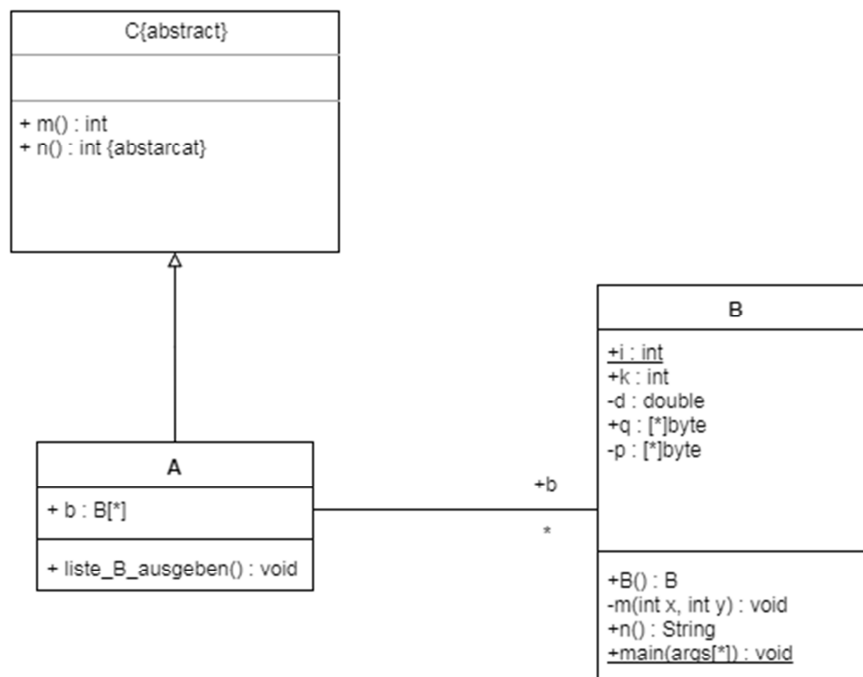 C{abstract}
+ m() : int
+ n() : int {abstarcat}
A
+ b : B[*]
+ liste_B_ausgeben() : void
+b
*
B
+i : int
+k : int
-d : double
+q : [*]byte
-p : [*]byte
+B() : B
-m(int x, int y) : void
+n() : String
+main(args[*]) : void